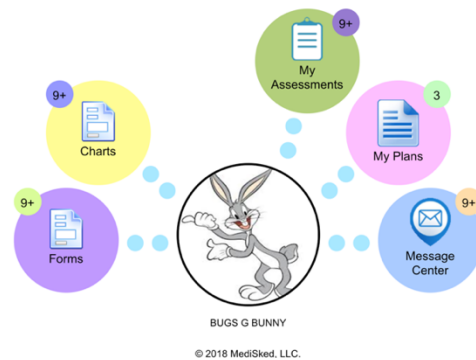 9+
My
Assessments
9+
Charts
3
My Plans
9+
Forms
9+
Message
Center
BUGS G BUNNY
© 2018 MediSked, LLC.